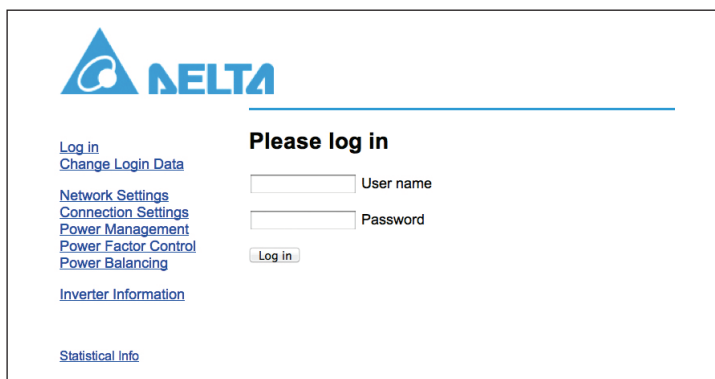 DELTA
Log in
Change Login Data
Network Settings
Connection Settings
Power Management
Power Factor Control
Power Balancing
Inverter Information
Statistical Info
Please log in
User name
Password
Log in